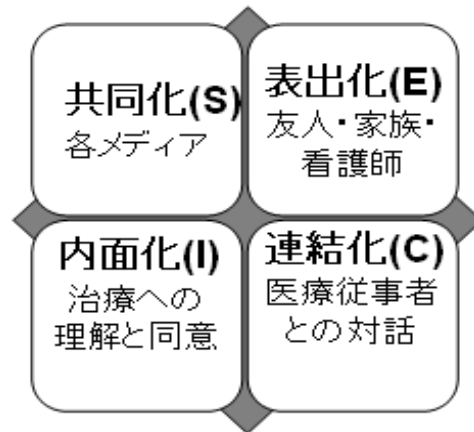 共同化(S)
各メディア
表出化(E)
友人・家族・
看護師
内面化(I)
治療への
理解と同意
連結化(C)
医療従事者
との対話